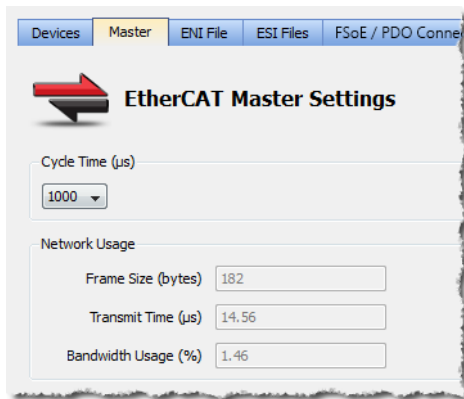 Devices Master ENI File ESI Files FSoE / PDO
EtherCAT Master Settings
Cycle Time (µs)
1000
Network Usage
Frame Size (bytes) 182
Transmit Time (µs) 14.56
Bandwidth Usage (%) 1.46